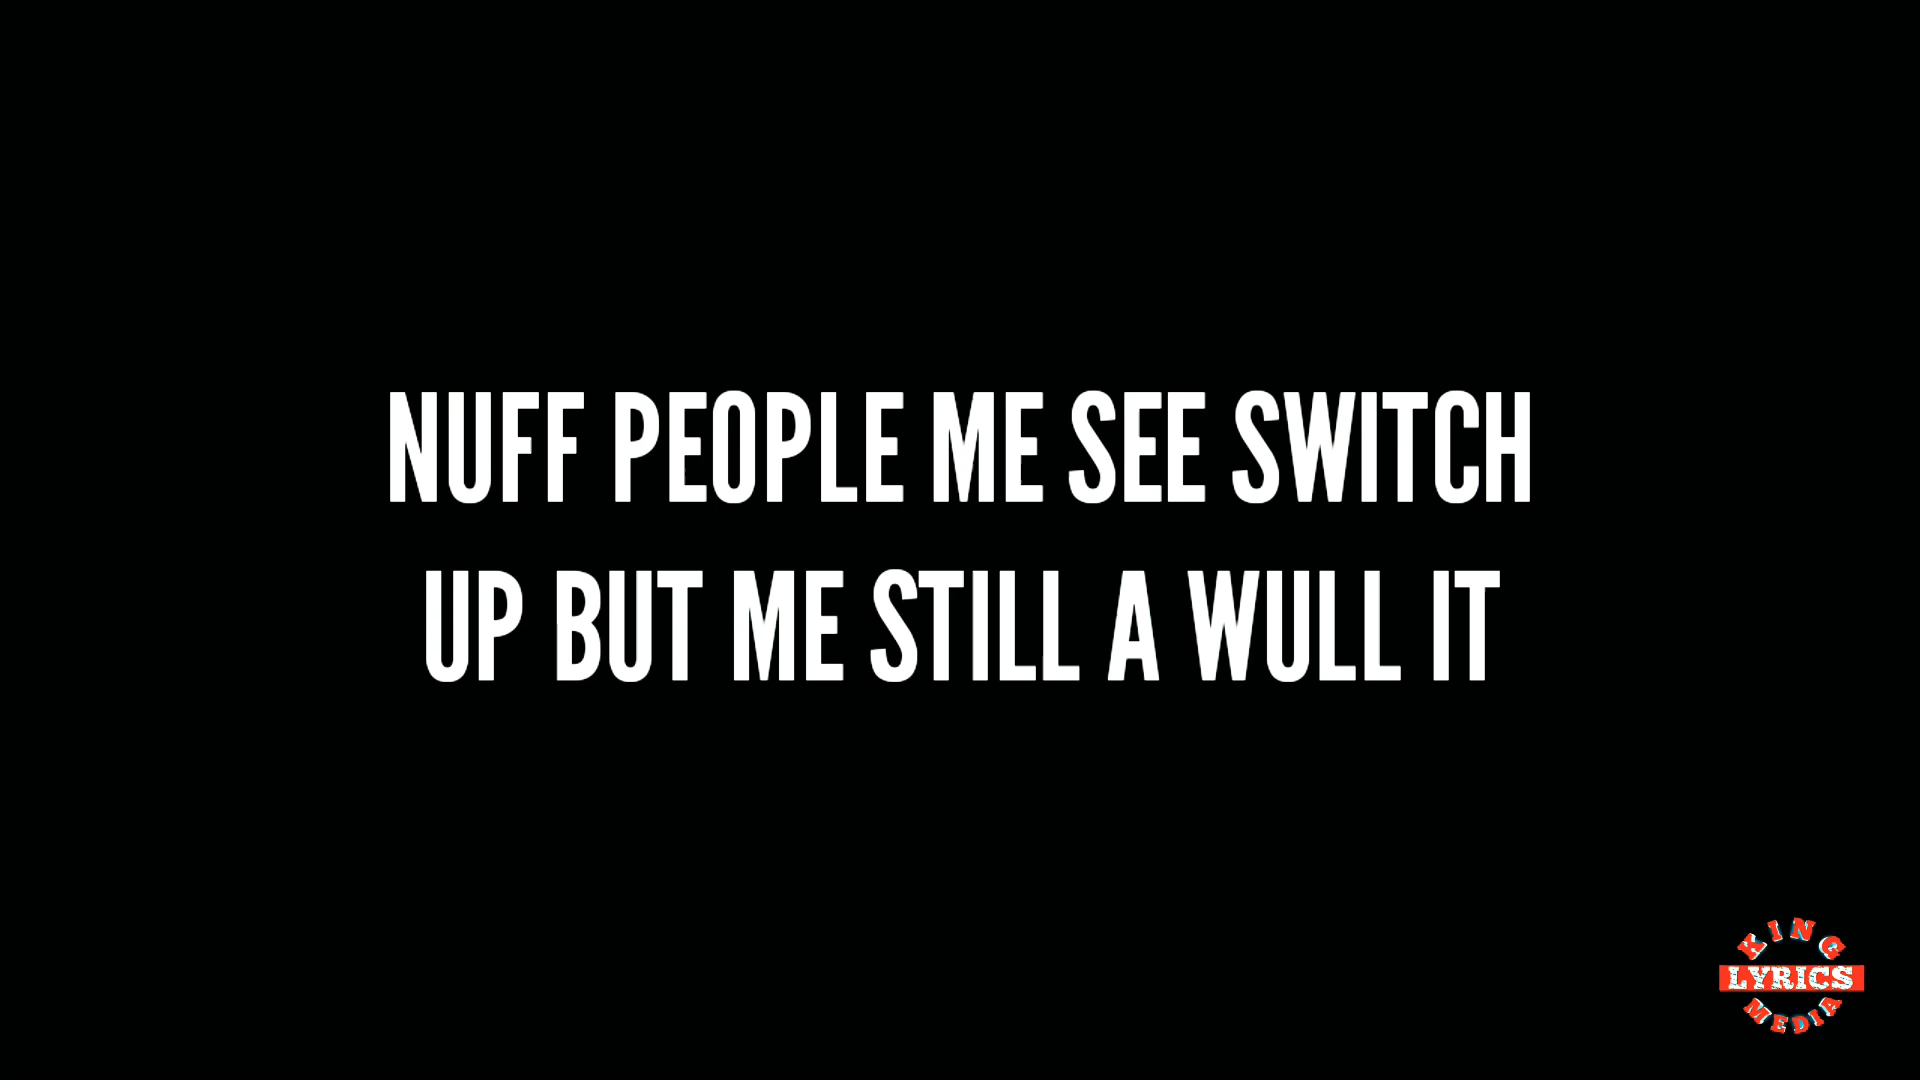 NUFF PEOPLE ME SEE SWITCH
UP BUT ME STILL A WULL IT
KING
LYRICS
MEDIA